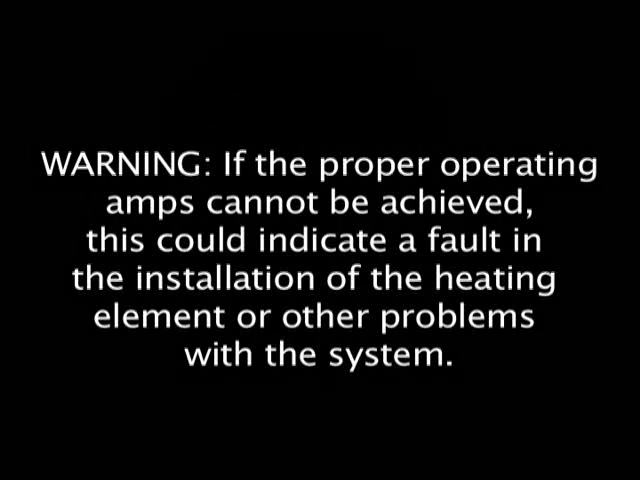 WARNING: If the proper operating
amps cannot be achieved,
this could indicate a fault in
the installation of the heating
element or other problems
with the system.